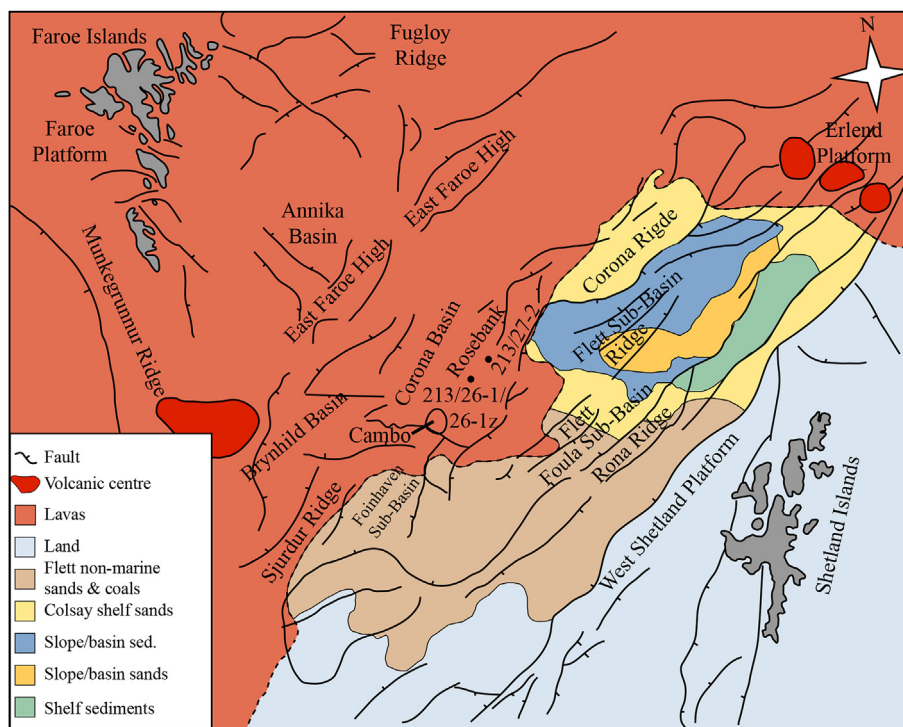 Faroe Islands
Fugloy
Ridge
N
Faroe
Platform
Erlend
Platform
East Faroe High
Annika
Basin
Corona Rigde
Munkegrunnur Ridge
East Faroe High
Flett Sub-Basin
Ridge
Corona Basin
Rosebank
213/27-2
213/26-1/
26-1z
Brynhild Basin
Cambo
Flett
Foula Sub-Basin
Rona Ridge
Foinhaven
Sub-Basin
Sjurdur Ridge
West Shetland Platform
Shetland Islands
Fault
Volcanic centre
Lavas
Land
Flett non-marine
sands & coals
Colsay shelf sands
Slope/basin sed.
Slope/basin sands
Shelf sediments